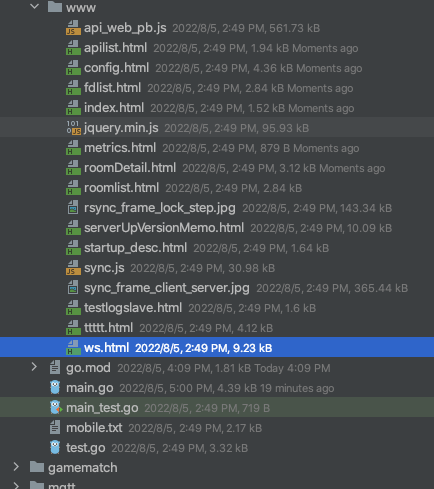 www
api_web_pb.js 2022/8/5, 2:49 PM, 561.73 kB
apilist.html 2022/8/5, 2:49 PM, 1.94 kB Moments ago
config.html 2022/8/5, 2:49 PM, 4.36 kB Moments ago
fdlist.html 2022/8/5, 2:49 PM, 2.84 kB Moments ago
index.html 2022/8/5, 2:49 PM, 1.52 kB Moments ago
jquery.min.js 2022/8/5, 2:49 PM, 95.93 kB
metrics.html 2022/8/5, 2:49 PM, 879 B Moments ago
roomDetail.html 2022/8/5, 2:49 PM, 3.12 kB Moments ago
roomlist.html 2022/8/5, 2:49 PM, 2.84 kB
rsync_frame_lock_step.jpg 2022/8/5, 2:49 PM, 143.34 kB
serverUpVersionMemo.html 2022/8/5, 2:49 PM, 10.09 kB
startup_desc.html 2022/8/5, 2:49 PM, 1.64 kB
sync.js 2022/8/5, 2:49 PM, 30.98 kB
sync_frame_client_server.jpg 2022/8/5, 2:49 PM, 365.44 kB
testlogslave.html 2022/8/5, 2:49 PM, 1.6 kB
tttttt.html 2022/8/5, 2:49 PM, 4.12 kB
ws.html 2022/8/5, 2:49 PM, 9.23 kB
go.mod 2022/8/5, 4:09 PM, 1.81 kB Today 4:09 PM
main.go 2022/8/5, 5:00 PM, 4.39 kB 19 minutes ago
main_test.go 2022/8/5, 2:49 PM, 719 B
mobile.txt 2022/8/5, 2:49 PM, 2.17 kB
test.go 2022/8/5, 2:49 PM, 3.32 kB
gamematch
mqtt